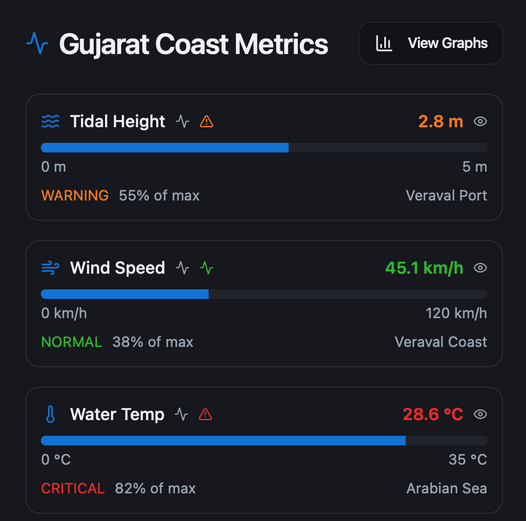 Gujarat Coast Metrics
View Graphs
Tidal Height
2.8 m
0 m
5 m
WARNING 55% of max
Veraval Port
Wind Speed
45.1 km/h
0 km/h
120 km/h
NORMAL 38% of max
Veraval Coast
Water Temp
28.6 °C
0 °C
35 °C
CRITICAL 82% of max
Arabian Sea